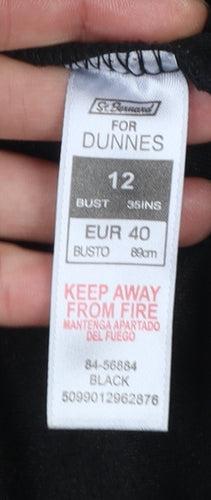 St. Bernard
FOR
DUNNES
12
BUST 35INS
EUR 40
BUSTO 89cm
KEEP AWAY
FROM FIRE
MANTENGA APARTADO
DEL FUEGO
84-56884
BLACK
5099012962876